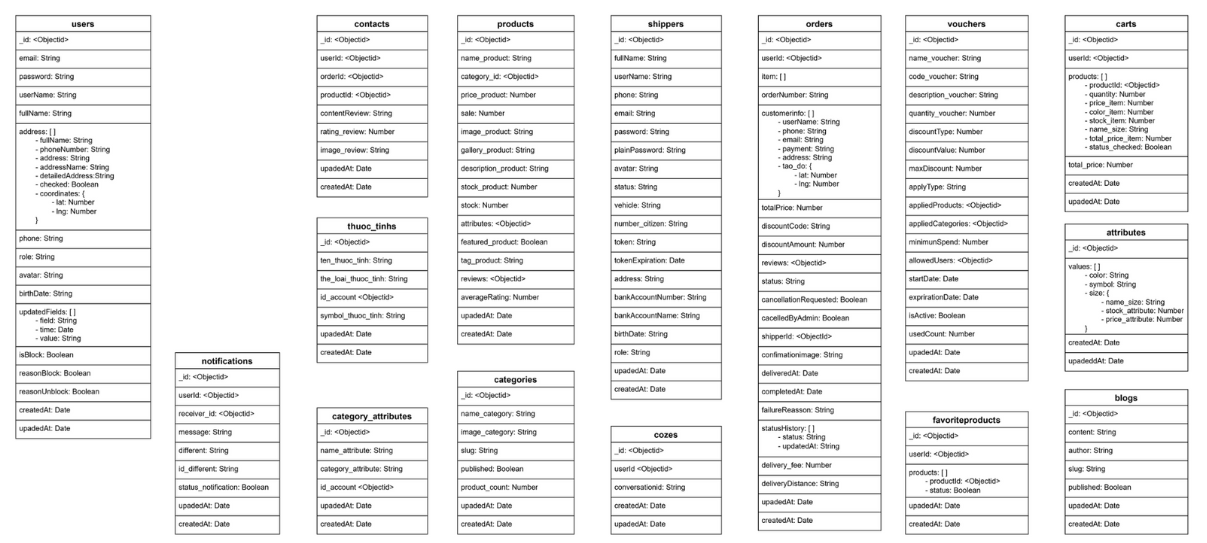 users
_id: <Objectid>
email: String
password: String
userName: String
fullName: String
address: [ ]
- fullName: String
- phoneNumber: String
- address: String
- addressName: String
- detailedAddress:String
- checked: Boolean
- coordinates: {
- lat: Number
- lng: Number
}
phone: String
role: String
avatar: String
birthDate: String
updatedFields: [ ]
- field: String
- time: Date
- value: String
isBlock: Boolean
reasonBlock: Boolean
reasonUnblock: Boolean
createdAt: Date
upadedAt: Date
notifications
_id: <Objectid>
userId: <Objectid>
receiver_id: <Objectid>
message: String
different: String
id_different: String
status_notification: Boolean
upadedAt: Date
createdAt: Date
contacts
_id: <Objectid>
userId: <Objectid>
orderId: <Objectid>
productId: <Objectid>
contentReview: String
rating_review: Number
image_review: String
upadedAt: Date
createdAt: Date
thuoc_tinhs
_id: <Objectid>
ten_thuoc_tinh: String
the_loai_thuoc_tinh: String
id_account <Objectid>
symbol_thuoc_tinh: String
upadedAt: Date
createdAt: Date
category_attributes
_id: <Objectid>
name_attribute: String
category_attribute: String
id_account <Objectid>
upadedAt: Date
createdAt: Date
products
_id: <Objectid>
name_product: String
category_id: <Objectid>
price_product: Number
sale: Number
image_product: String
gallery_product: String
description_product: String
stock_product: Number
stock: Number
attributes: <Objectid>
featured_product: Boolean
tag_product: String
reviews: <Objectid>
averageRating: Number
upadedAt: Date
createdAt: Date
categories
_id: <Objectid>
name_category: String
image_category: String
slug: String
published: Boolean
product_count: Number
upadedAt: Date
createdAt: Date
shippers
_id: <Objectid>
fullName: String
userName: String
phone: String
email: String
password: String
plainPassword: String
avatar: String
status: String
vehicle: String
number_citizen: String
token: String
tokenExpiration: Date
address: String
bankAccountNumber: String
bankAccountName: String
birthDate: String
role: String
upadedAt: Date
createdAt: Date
cozes
_id: <Objectid>
userId <Objectid>
conversationid: String
createdAt: Date
upadedAt: Date
orders
_id: <Objectid>
userId: <Objectid>
item: [ ]
orderNumber: String
customerinfo: [ ]
- userName: String
- phone: String
- email: String
- payment: String
- address: String
- tao_do: {
- lat: Number
- lng: Number
}
totalPrice: Number
discountCode: String
discountAmount: Number
reviews: <Objectid>
status: String
cancellationRequested: Boolean
cacelledByAdmin: Boolean
shipperId: <ObjectId>
confimationimage: String
deliveredAt: Date
completedAt: Date
failureReasson: String
statusHistory: [ ]
- status: String
- updatedAt: String
delivery_fee: Number
deliveryDistance: String
upadedAt: Date
createdAt: Date
vouchers
_id: <Objectid>
name_voucher: String
code_voucher: String
description_voucher: String
quantity_voucher: Number
discountType: Number
discountValue: Number
maxDiscount: Number
applyType: String
appliedProducts: <Objectid>
appliedCategories: <Objectid>
minimunSpend: Number
allowedUsers: <Objectid>
startDate: Date
exprirationDate: Date
isActive: Boolean
usedCount: Number
upadedAt: Date
createdAt: Date
favoriteproducts
_id: <Objectid>
userId: <Objectid>
products: [ ]
- productId: <Objectid>
- status: Boolean
upadedAt: Date
createdAt: Date
carts
_id: <Objectid>
userId: <Objectid>
products: [ ]
- productId: <Objectid>
- quantity: Number
- price_item: Number
- color_item: Number
- stock_item: Number
- name_size: String
- total_price_item: Number
- status_checked: Boolean
total_price: Number
createdAt: Date
upadedAt: Date
attributes
_id: <Objectid>
values: [ ]
- color: String
- symbol: String
- size: {
- name_size: String
- stock_attribute: Number
- price_attribute: Number
}
createdAt: Date
upadeddAt: Date
blogs
_id: <Objectid>
content: String
author: String
slug: String
published: Boolean
upadedAt: Date
createdAt: Date